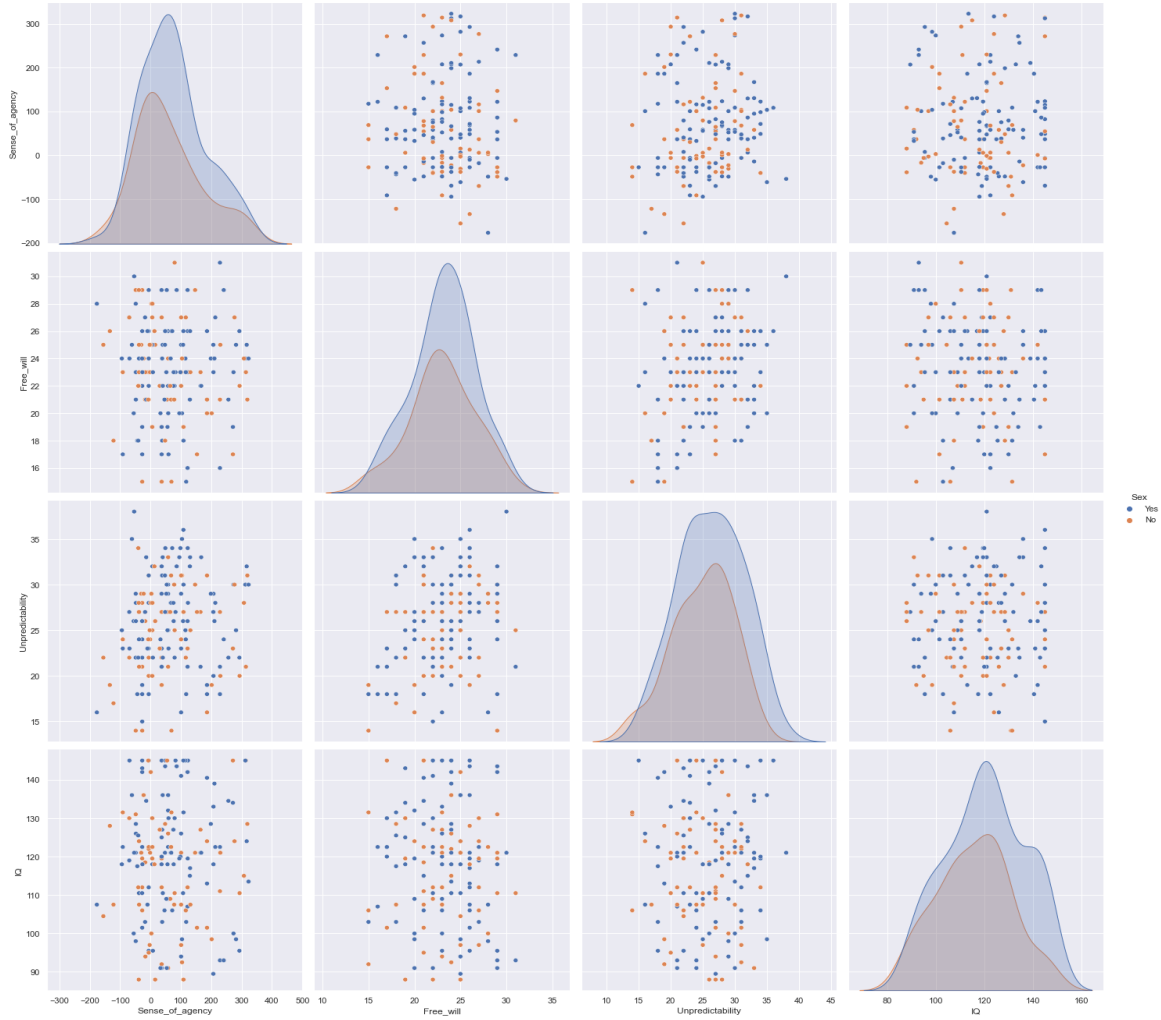 Sense_of_agency
300
200
100
0
−100
−200
Free_will
30
28
26
24
22
20
18
16
Sex
Yes
No
Unpredictability
35
30
25
20
15
IQ
140
130
120
110
100
90
−300 −200 −100 0 100 200 300 400 500
10 15 20 25 30 35
10 15 20 25 30 35 40 45
80 100 120 140 160
Sense_of_agency Free_will Unpredictability IQ